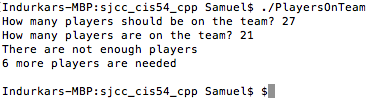 Indurkars-MBP:sjcc_cis54_cpp Samuel$ ./PlayersOnTeam
How many players should be on the team? 27
How many players are on the team? 21
There are not enough players
6 more players are needed
Indurkars-MBP:sjcc_cis54_cpp Samuel$ $